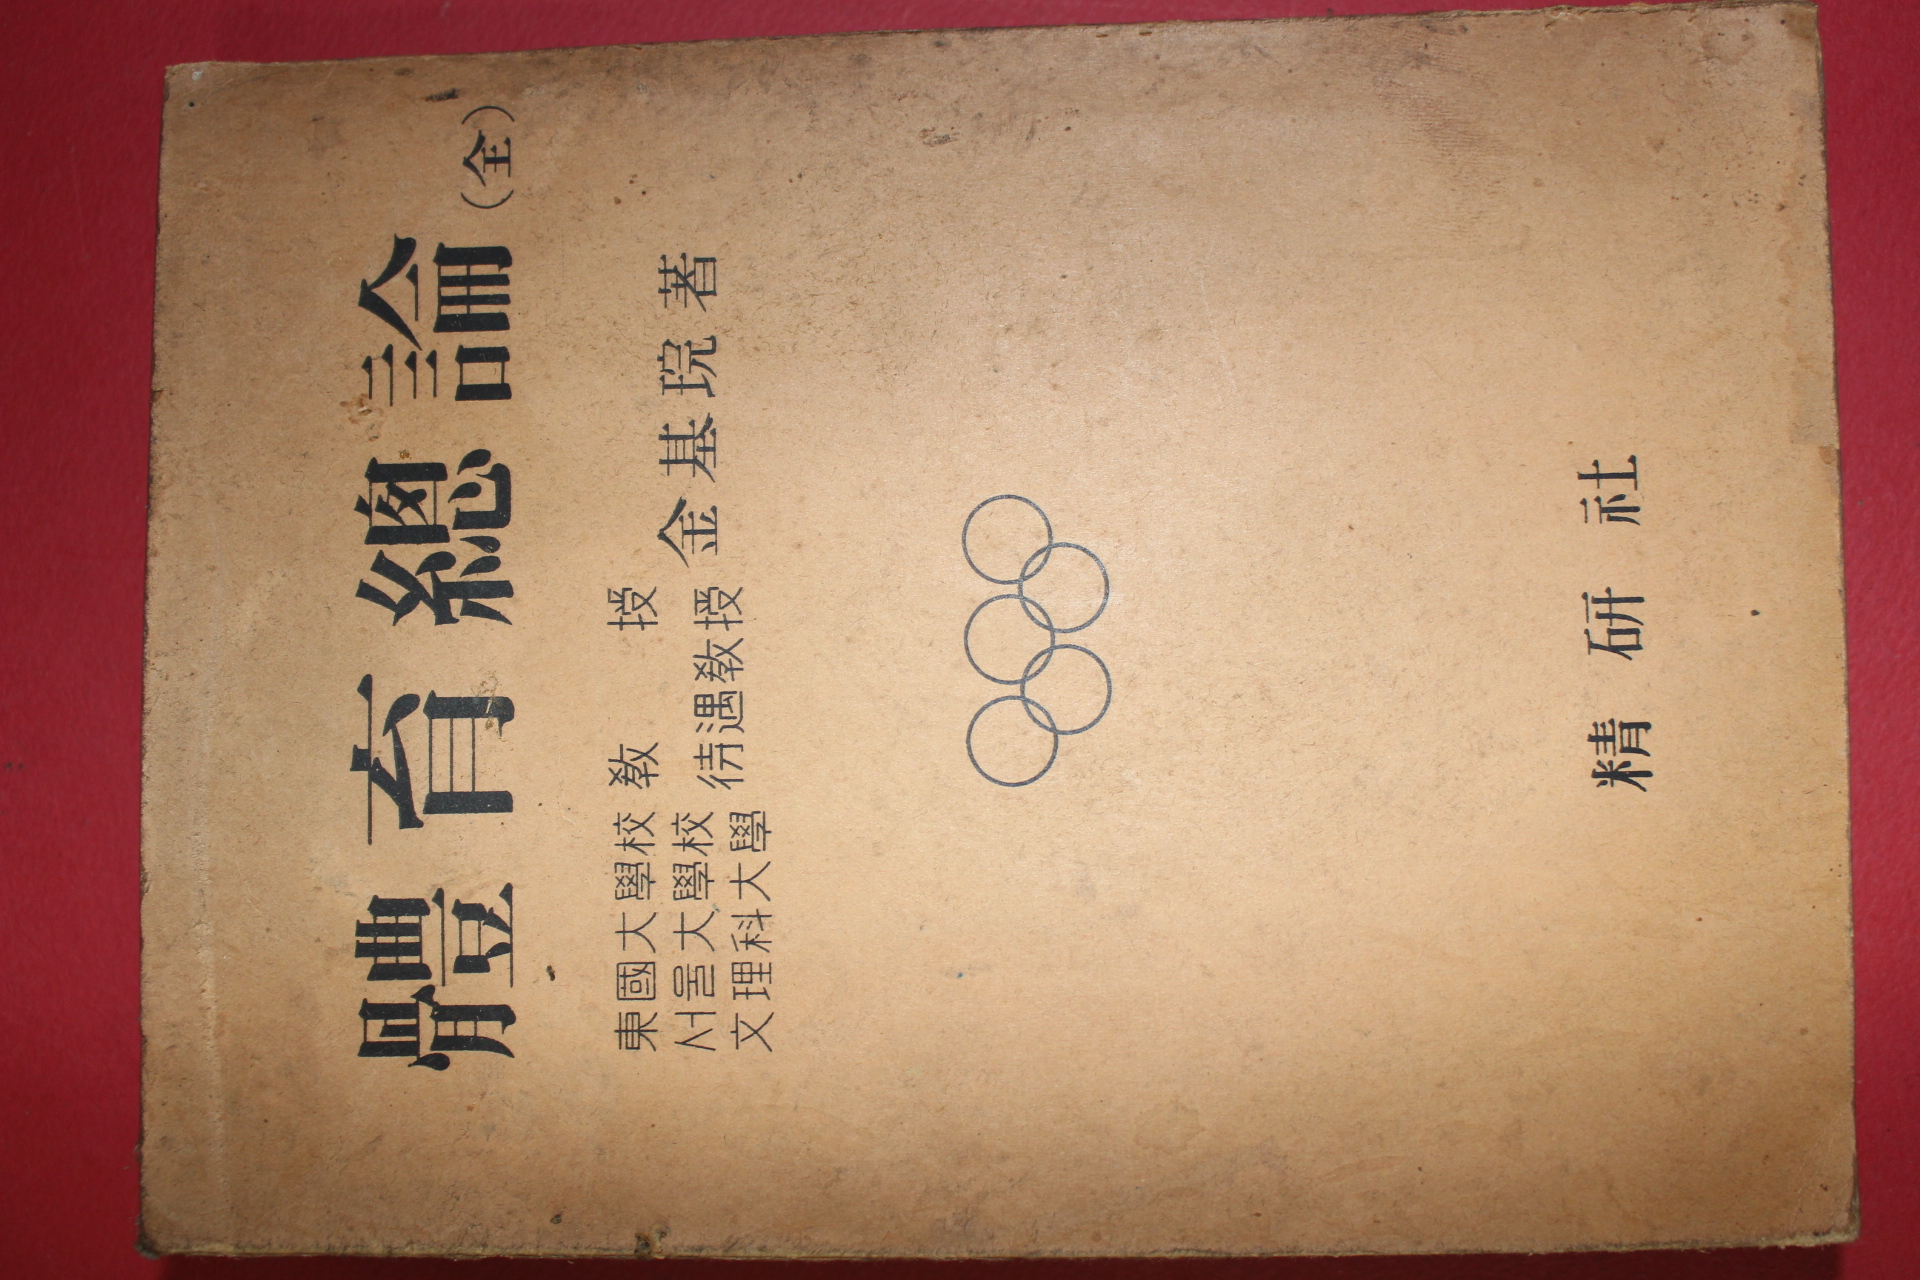 體育總論(全)
東國大學校 敎授
서울大學校
文理科大學
待遇敎授
金基琓著
精研社